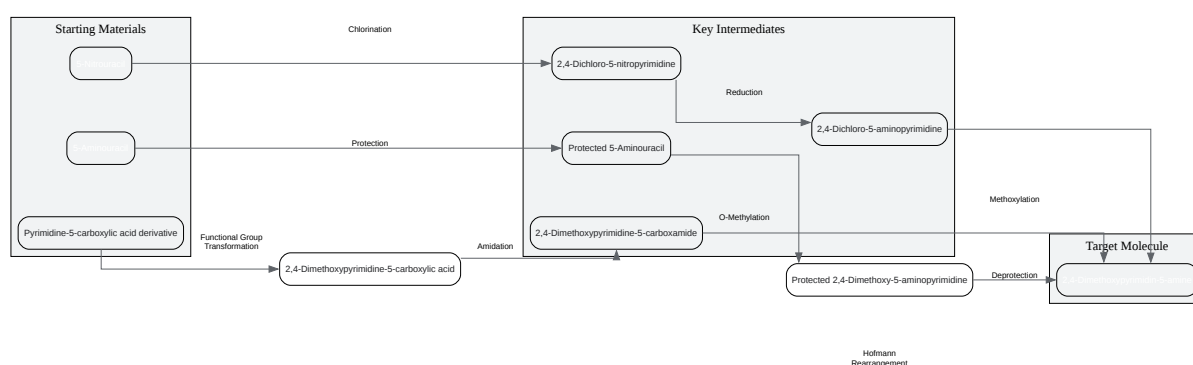 Starting Materials
Chlorination
Key Intermediates
2,4-Dichloro-5-nitropyrimidine
Reduction
2,4-Dichloro-5-aminopyrimidine
5-Aminouracil
Protection
Protected 5-Aminouracil
Methoxylation
Pyrimidine-5-carboxylic acid derivative
Functional Group
Transformation
2,4-Dimethoxypyrimidine-5-carboxylic acid
Amidation
2,4-Dimethoxypyrimidine-5-carboxamide
O-Methylation
Protected 2,4-Dimethoxy-5-aminopyrimidine
Deprotection
Target Molecule
Hofmann
Rearrangement